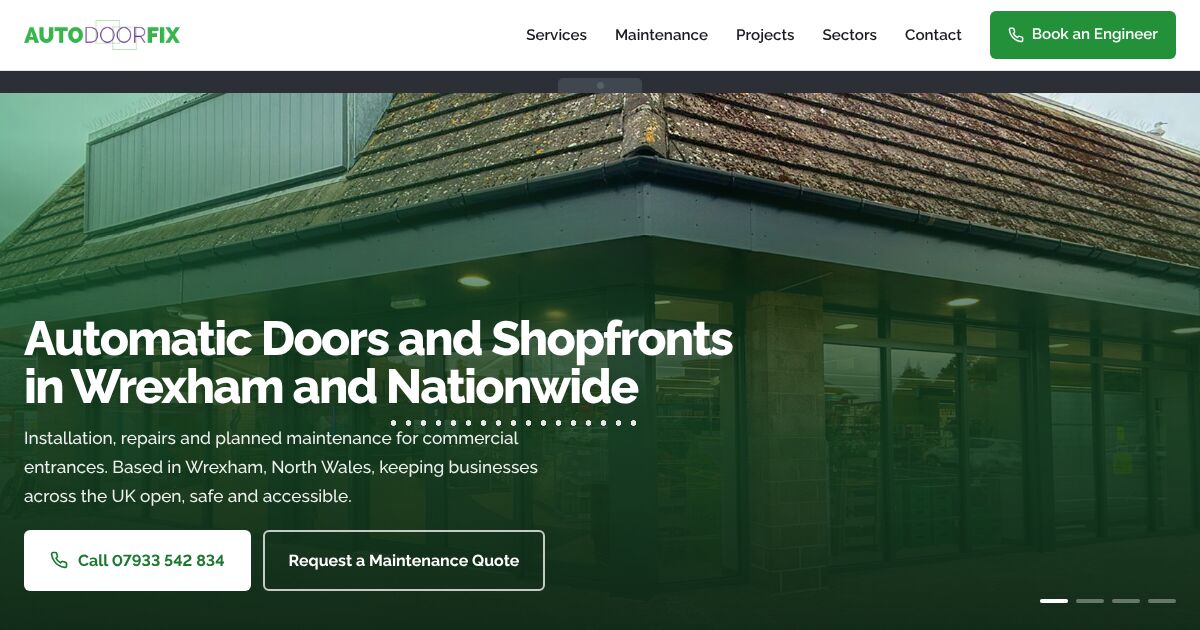 AUTODOORFIX
Services
Maintenance
Projects
Sectors
Contact
Book an Engineer
Automatic Doors and Shopfronts
in Wrexham and Nationwide
Installation, repairs and planned maintenance for commercial
entrances. Based in Wrexham, North Wales, keeping businesses
across the UK open, safe and accessible.
Call 07933 542 834
Request a Maintenance Quote